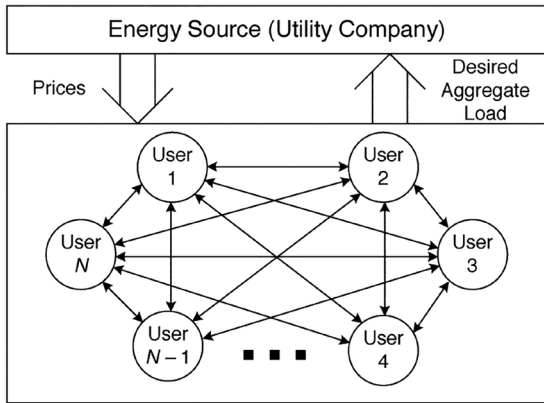 Energy Source (Utility Company)
Prices
Desired
Aggregate
Load
User
1
User
2
User
N
User
3
User
N – 1
User
4